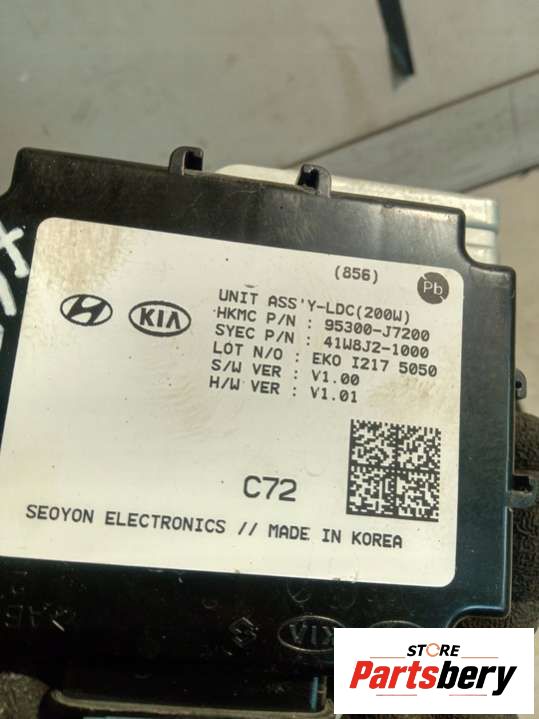 (856)
Pb
UNIT ASS'Y-LDC(200W)
HKMC P/N : 95300-J7200
SYEC P/N : 41W8J2-1000
LOT N/O : EKO I217 5050
S/W VER : V1.00
H/W VER : V1.01
KIA
C72
SEOYON ELECTRONICS // MADE IN KOREA
KIA
STORE
Partsbery